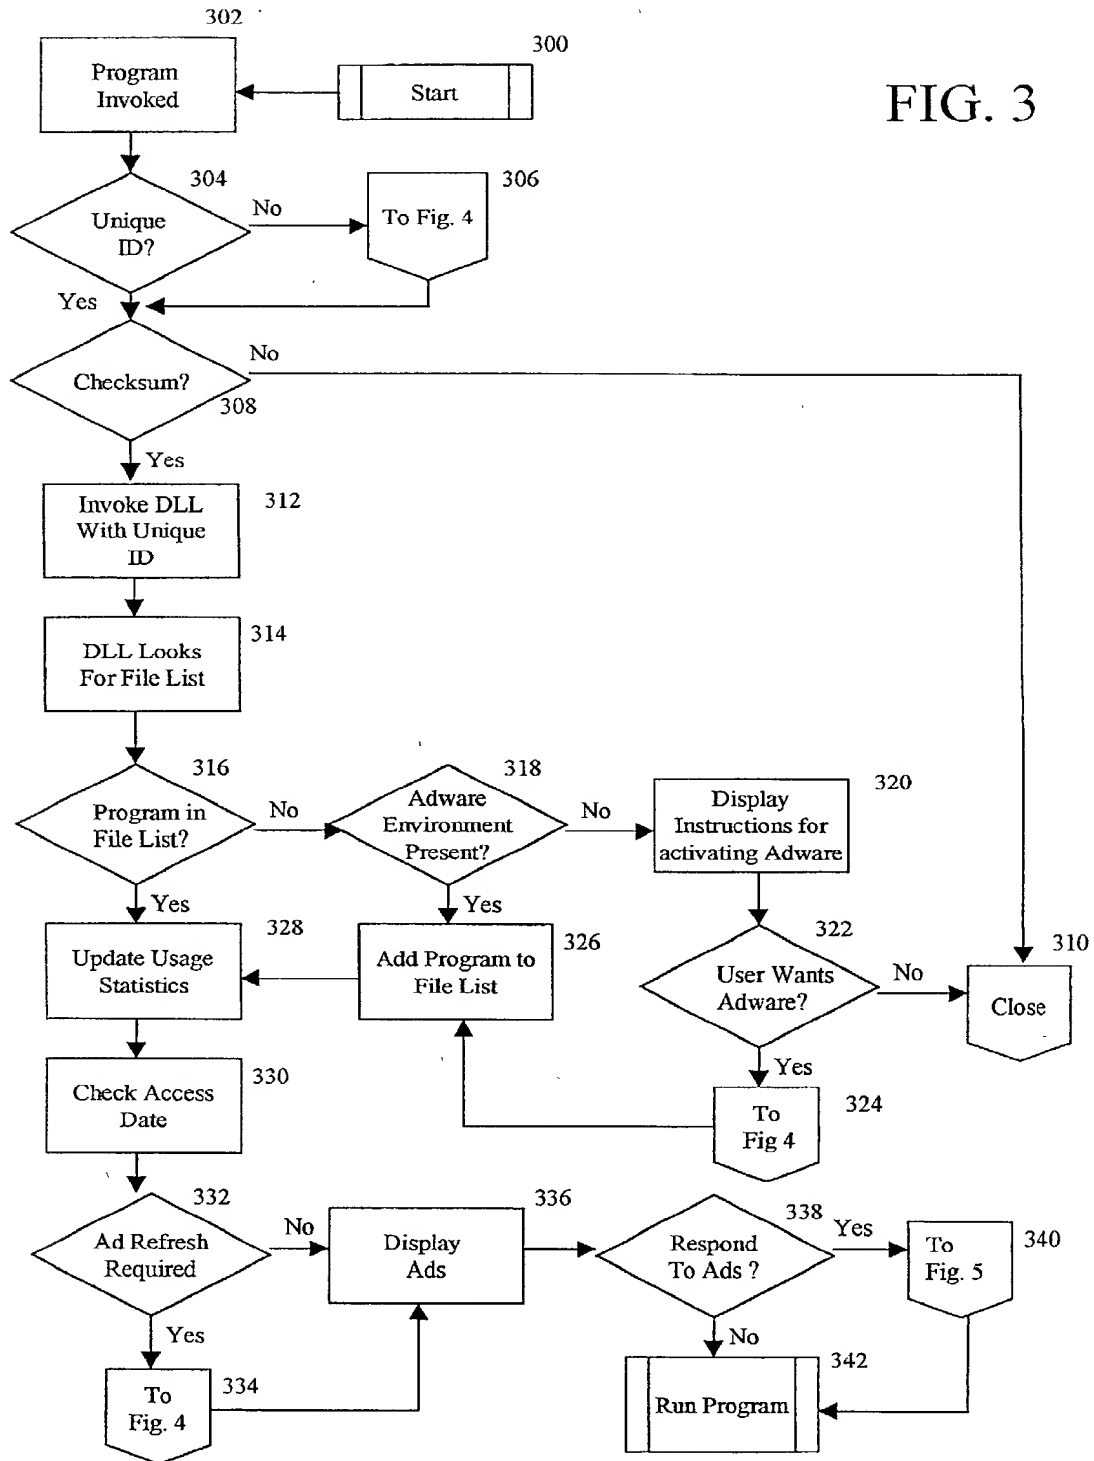 302
300
Program
Invoked
Start
FIG. 3
304
306
Unique
ID?
No
To Fig. 4
Yes
No
Checksum?
308
Yes
312
Invoke DLL
With Unique
ID
314
DLL Looks
For File List
316
318
320
Program in
File List?
No
Adware
Environment
Present?
No
Display
Instructions for
activating Adware
Yes
Yes
328
326
322
310
Update Usage
Statistics
Add Program to
File List
User Wants
Adware?
No
Close
Yes
330
Check Access
Date
To
Fig 4
324
332
336
338
340
Ad Refresh
Required
No
Display
Ads
Respond
To Ads ?
Yes
To
Fig. 5
Yes
No
334
342
To
Fig. 4
Run Program